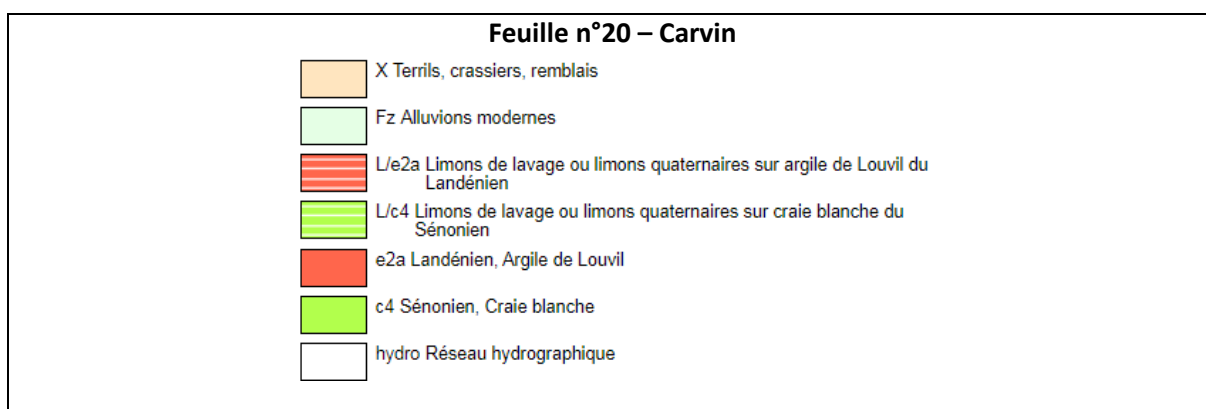 Feuille n°20 – Carvin
X Terrils, crassiers, remblais
Fz Alluvions modernes
L/e2a Limons de lavage ou limons quaternaires sur argile de Louvil du
Landénien
L/c4 Limons de lavage ou limons quaternaires sur craie blanche du
Sénonien
e2a Landénien, Argile de Louvil
c4 Sénonien, Craie blanche
hydro Réseau hydrographique